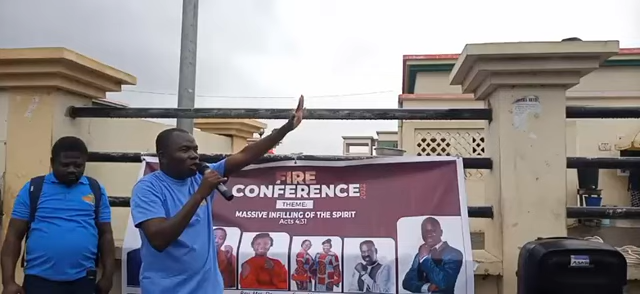 FIRE
CONFERENCE
THEME:
MASSIVE INFILLING OF THE SPIRIT
Acts 4:31